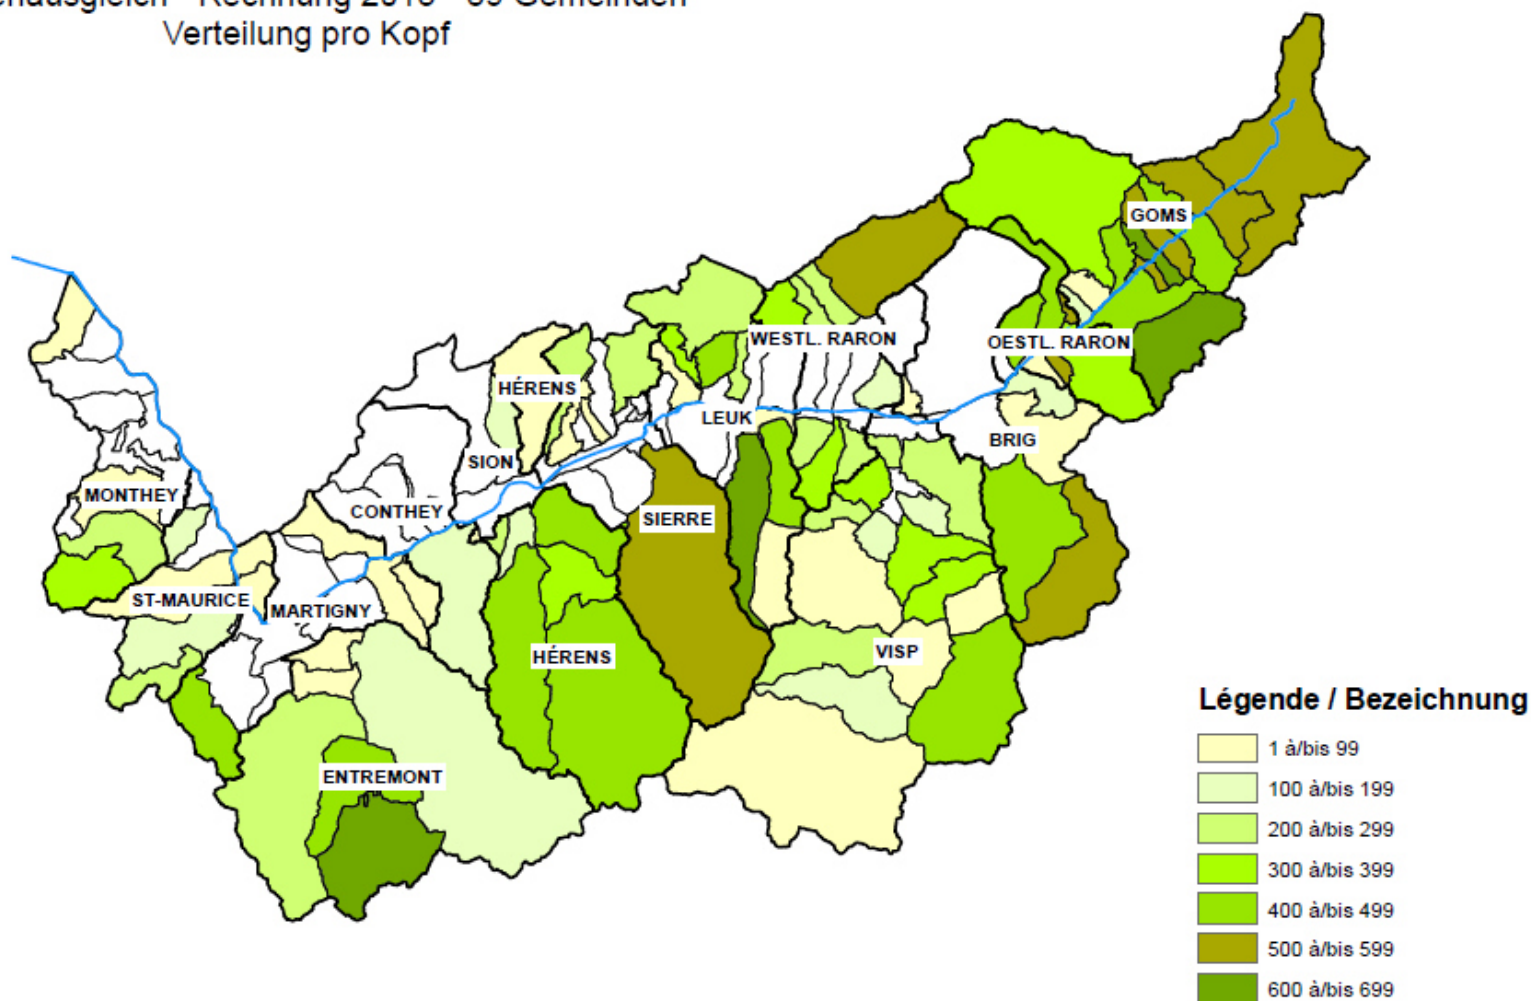 Verteilung pro Kopf
GOMS
WESTL. RARON
OESTL. RARON
HÉRENS
LEUK
BRIG
SION
MONTHEY
CONTHEY
SIERRE
ST-MAURICE
MARTIGNY
HÉRENS
VISP
ENTREMONT
Légende / Bezeichnung
1 à/bis 99
100 à/bis 199
200 à/bis 299
300 à/bis 399
400 à/bis 499
500 à/bis 599
600 à/bis 699